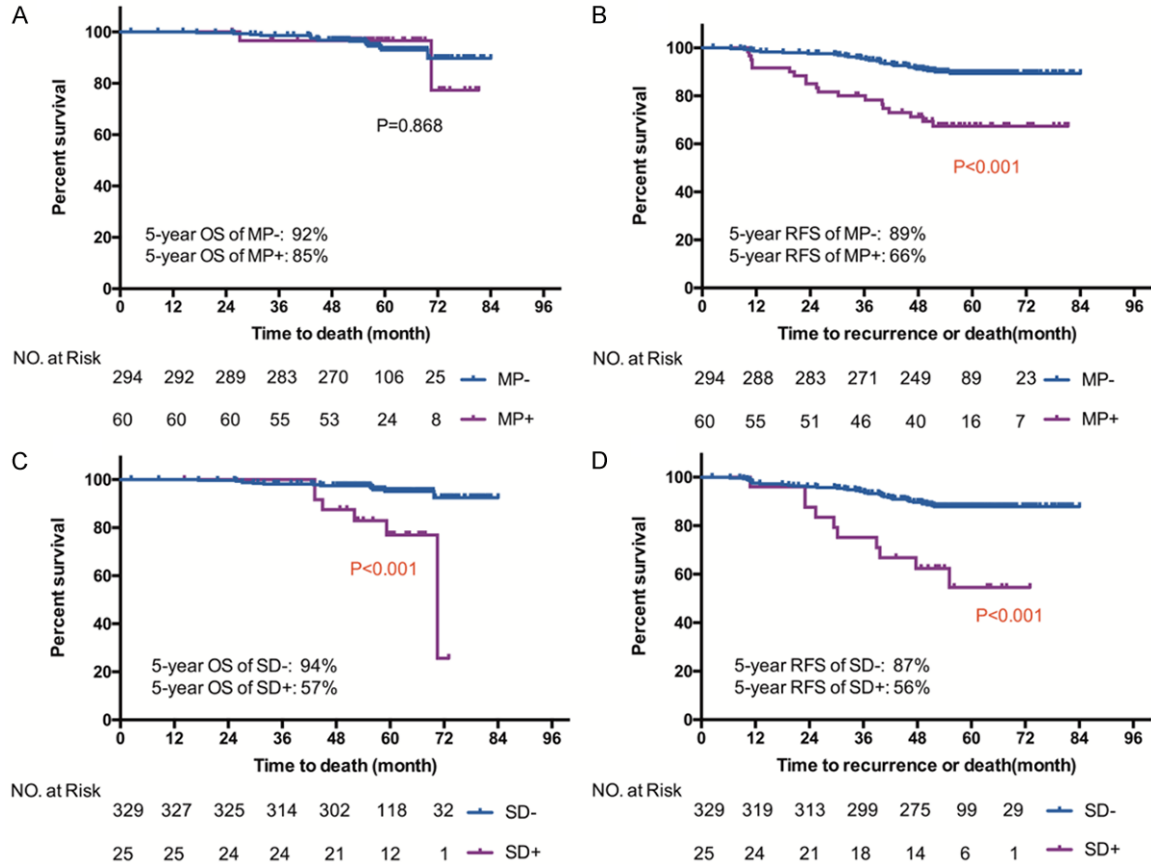 A
Percent survival
100
80
60
40
20
0
P=0.868
5-year OS of MP-: 92%
5-year OS of MP+: 85%
0 12 24 36 48 60 72 84 96
Time to death (month)
NO. at Risk
294 292 289 283 270 106 25 MP-
60 60 60 55 53 24 8 MP+
B
Percent survival
100
80
60
40
20
0
P<0.001
5-year RFS of MP-: 89%
5-year RFS of MP+: 66%
0 12 24 36 48 60 72 84 96
Time to recurrence or death(month)
NO. at Risk
294 288 283 271 249 89 23 MP-
60 55 51 46 40 16 7 MP+
C
Percent survival
100
80
60
40
20
0
P<0.001
5-year OS of SD-: 94%
5-year OS of SD+: 57%
0 12 24 36 48 60 72 84 96
Time to death (month)
NO. at Risk
329 327 325 314 302 118 32 SD-
25 25 24 24 21 12 1 SD+
D
Percent survival
100
80
60
40
20
0
P<0.001
5-year RFS of SD-: 87%
5-year RFS of SD+: 56%
0 12 24 36 48 60 72 84 96
Time to recurrence or death(month)
NO. at Risk
329 319 313 299 275 99 29 SD-
25 24 21 18 14 6 1 SD+